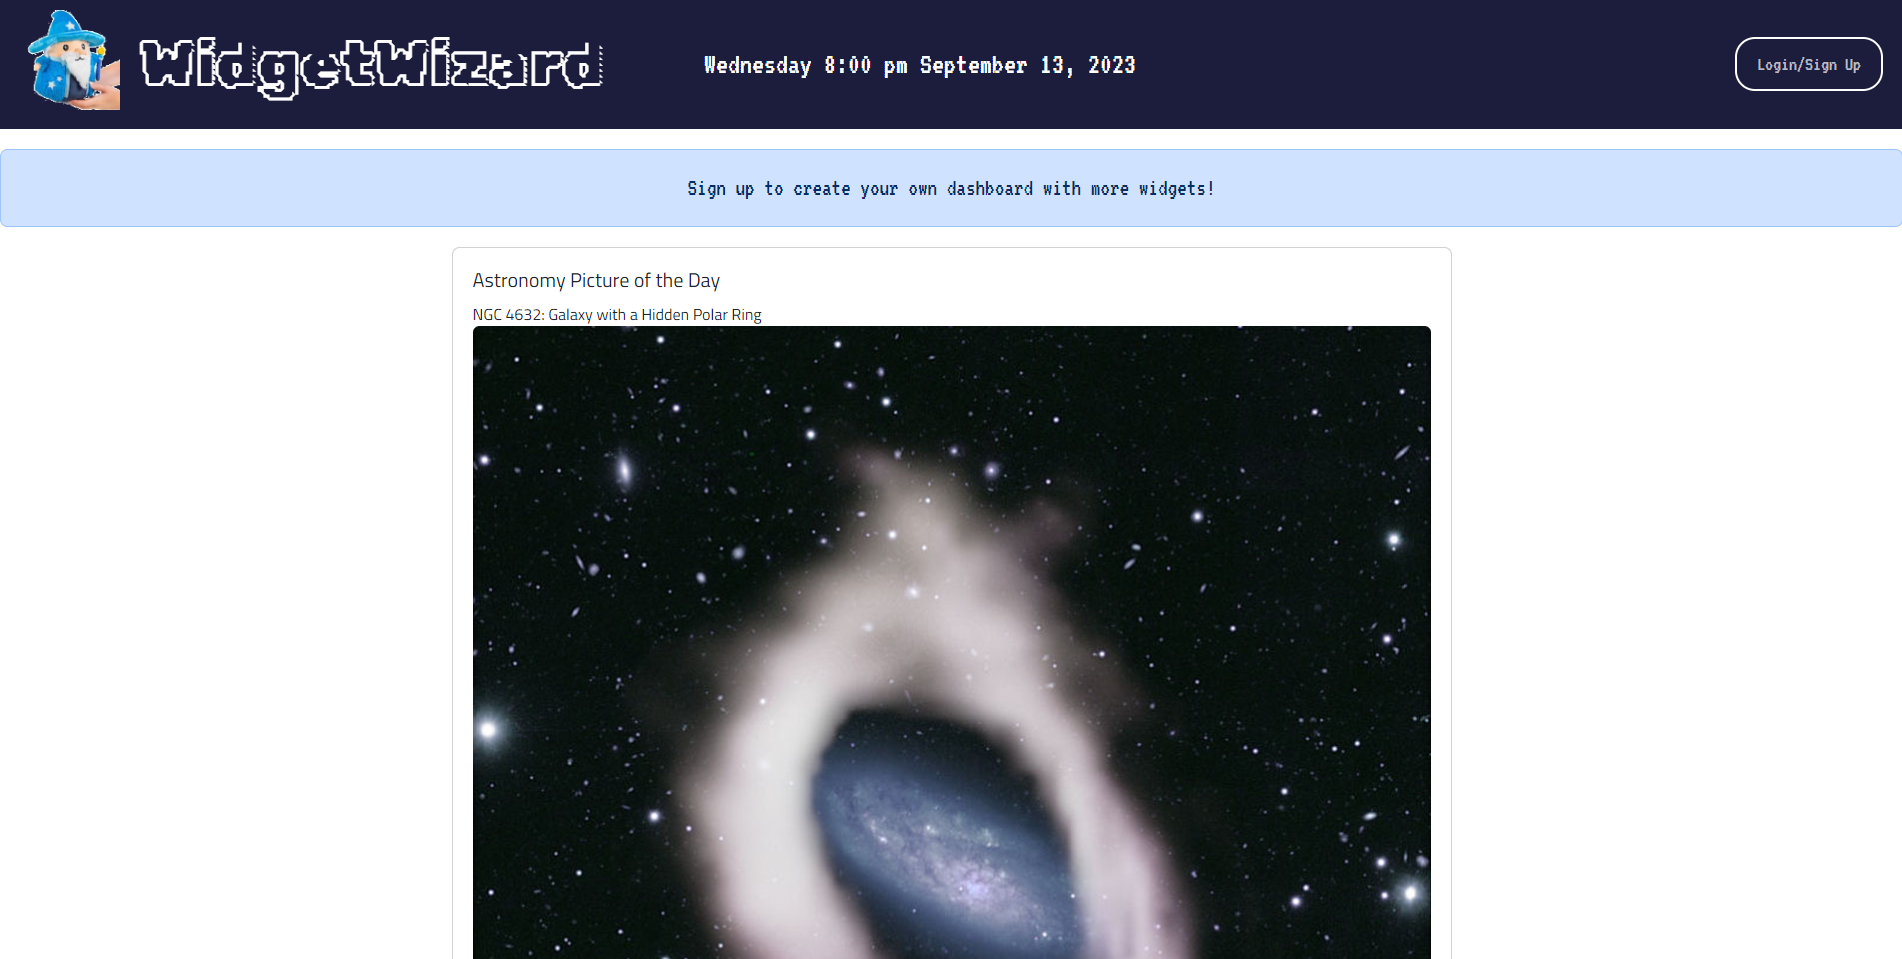 WidgetWizard
Wednesday 8:00 pm September 13, 2023
Login/Sign Up
Sign up to create your own dashboard with more widgets!
Astronomy Picture of the Day
NGC 4632: Galaxy with a Hidden Polar Ring